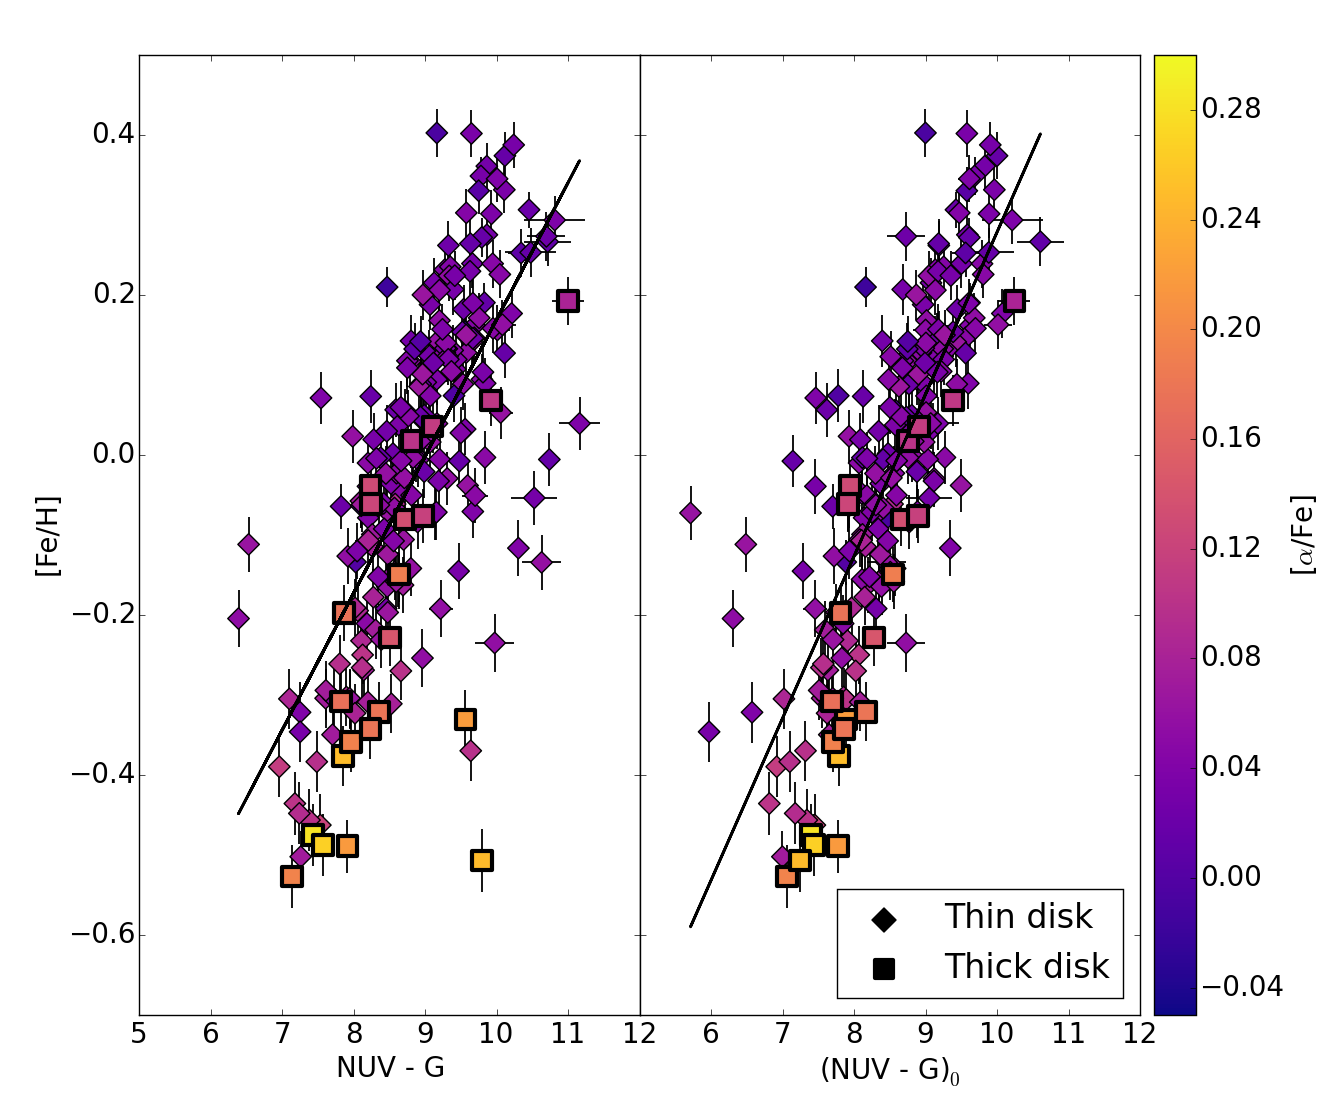 0.4
0.2
0.0
−0.2
−0.4
−0.6
[Fe/H]
5 6 7 8 9 10 11 12 6 7 8 9 10 11 12
NUV - G
(NUV - G)₀
Thin disk
Thick disk
0.28
0.24
0.20
0.16
0.12
0.08
0.04
0.00
−0.04
[α/Fe]